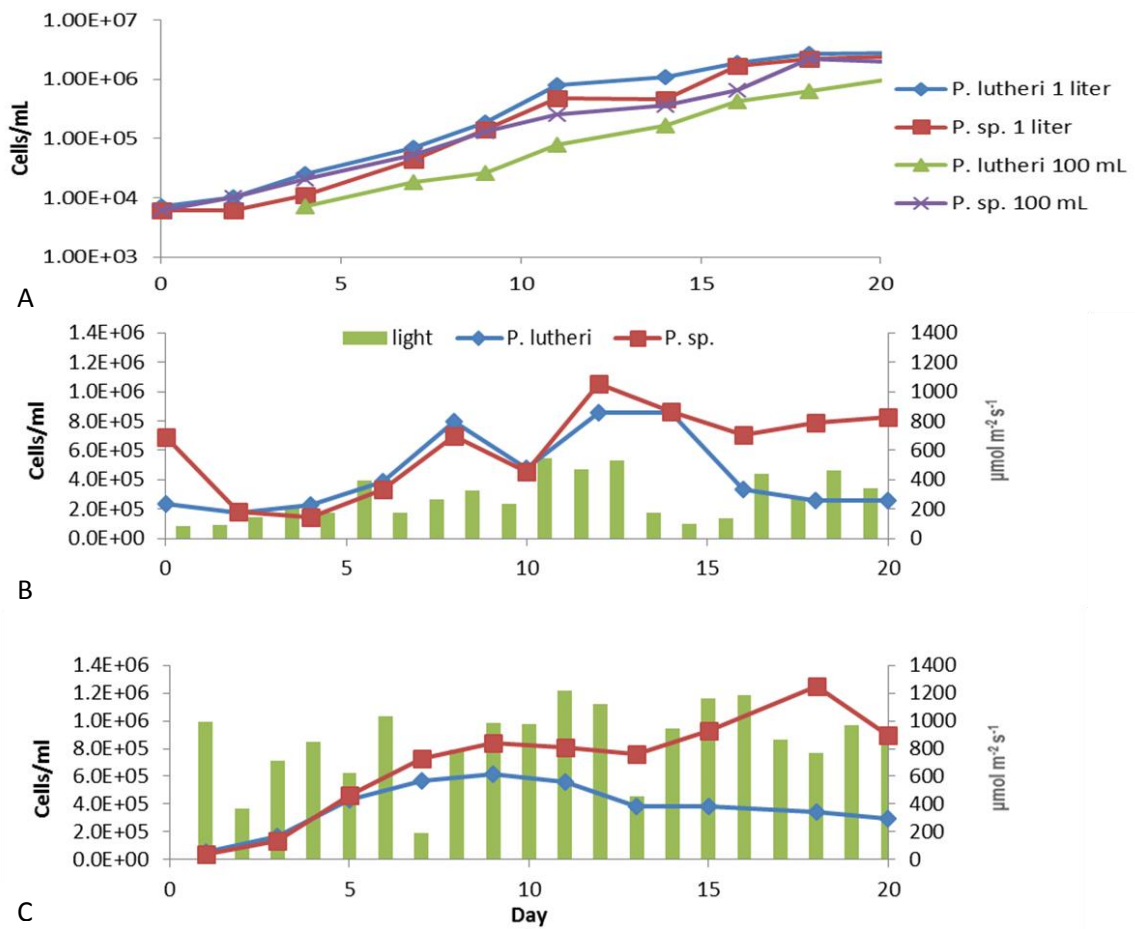 1.00E+07
1.00E+06
1.00E+05
1.00E+04
1.00E+03
Cells/mL
0 5 10 15 20
P. lutheri 1 liter
P. sp. 1 liter
P. lutheri 100 mL
P. sp. 100 mL
A
light P. lutheri P. sp.
1.4E+06 1400
1.2E+06 1200
1.0E+06 1000
8.0E+05 800
6.0E+05 600
4.0E+05 400
2.0E+05 200
0.0E+00 0
Cells/ml
µmol m⁻² s⁻¹
0 5 10 15 20
B
1.4E+06 1400
1.2E+06 1200
1.0E+06 1000
8.0E+05 800
6.0E+05 600
4.0E+05 400
2.0E+05 200
0.0E+00 0
Cells/ml
µmol m⁻² s⁻¹
0 5 10 15 20
Day
C